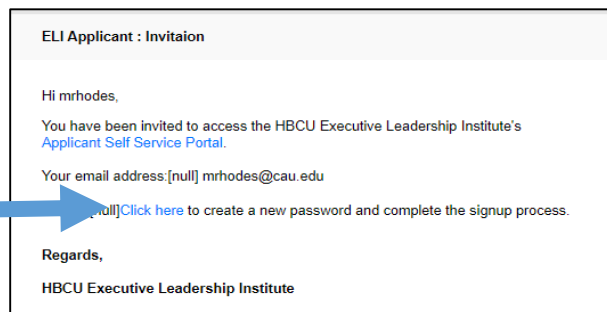 ELI Applicant : Invitaion
Hi mrhodes,
You have been invited to access the HBCU Executive Leadership Institute's
Applicant Self Service Portal.
Your email address:[null] mrhodes@cau.edu
ull]Click here to create a new password and complete the signup process.
Regards,
HBCU Executive Leadership Institute